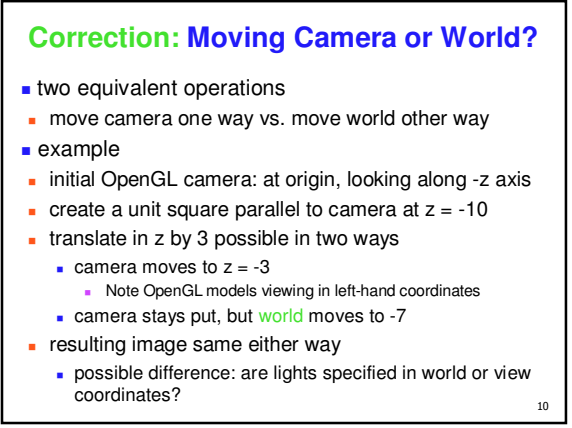 Correction: Moving Camera or World?
two equivalent operations
move camera one way vs. move world other way
example
initial OpenGL camera: at origin, looking along -z axis
create a unit square parallel to camera at z = -10
translate in z by 3 possible in two ways
camera moves to z = -3
Note OpenGL models viewing in left-hand coordinates
camera stays put, but world moves to -7
resulting image same either way
possible difference: are lights specified in world or view
coordinates?
10